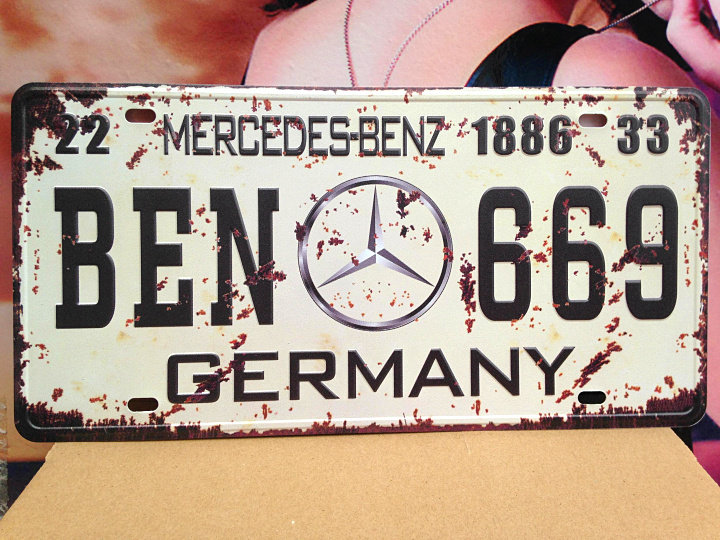 22 MERCEDES-BENZ 1886 33
BEN 669
GERMANY